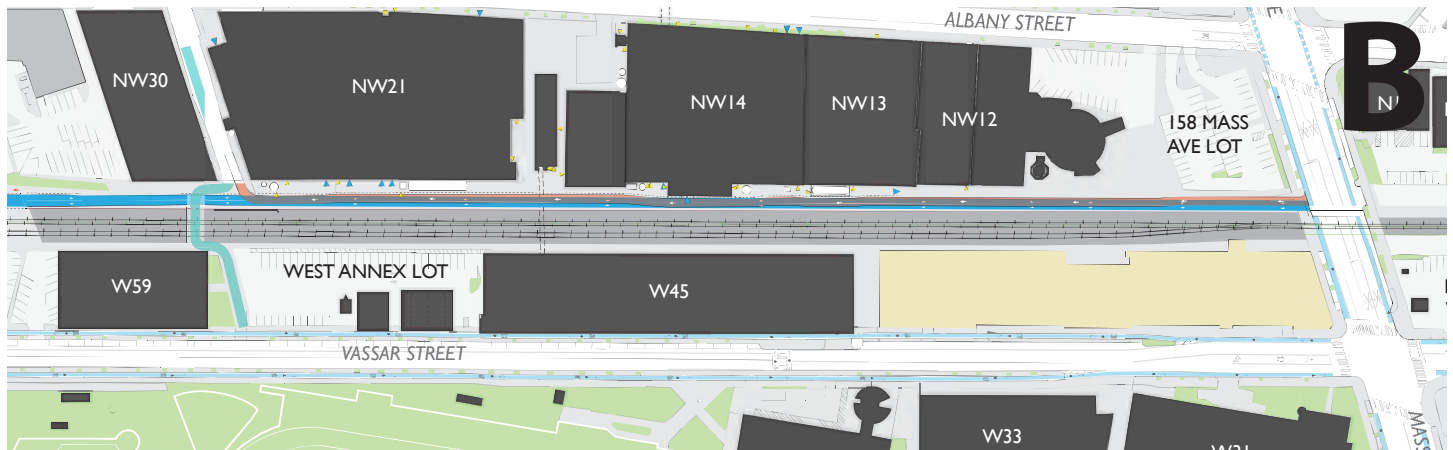 ALBANY STREET
B
NW30
NW21
NW14
NW13
NW12
158 MASS
AVE LOT
W59
WEST ANNEX LOT
W45
VASSAR STREET
W33
MASS